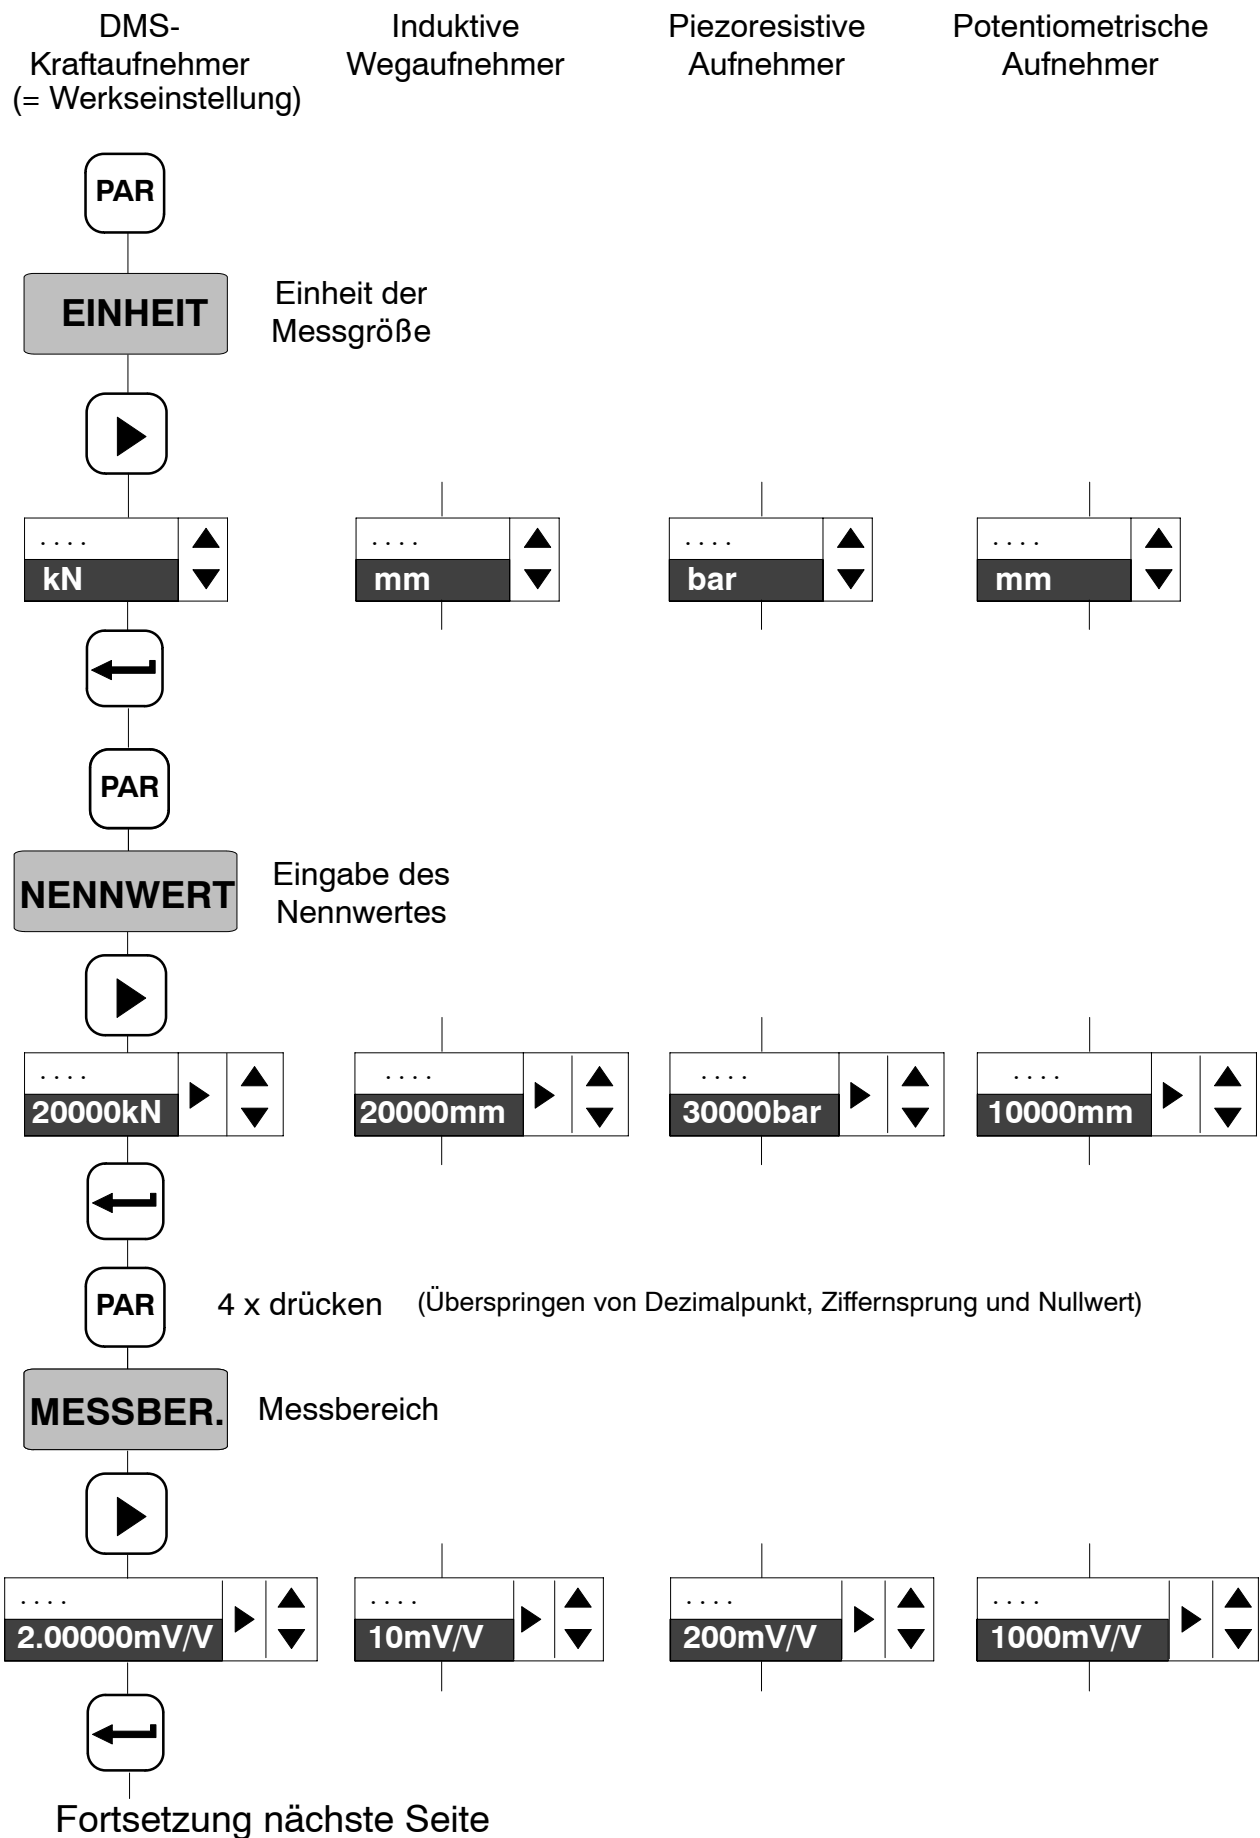 DMS-
Kraftaufnehmer
(= Werkseinstellung)
Induktive
Wegaufnehmer
Piezoresistive
Aufnehmer
Potentiometrische
Aufnehmer
PAR
EINHEIT
Einheit der
Messgröße
. . . .
kN
. . . .
mm
. . . .
bar
. . . .
mm
PAR
NENNWERT
Eingabe des
Nennwertes
. . . .
20000kN
. . . .
20000mm
. . . .
30000bar
. . . .
10000mm
PAR
4 x drücken
(Überspringen von Dezimalpunkt, Ziffernsprung und Nullwert)
MESSBER.
Messbereich
. . . .
2.00000mV/V
. . . .
10mV/V
. . . .
200mV/V
. . . .
1000mV/V
Fortsetzung nächste Seite